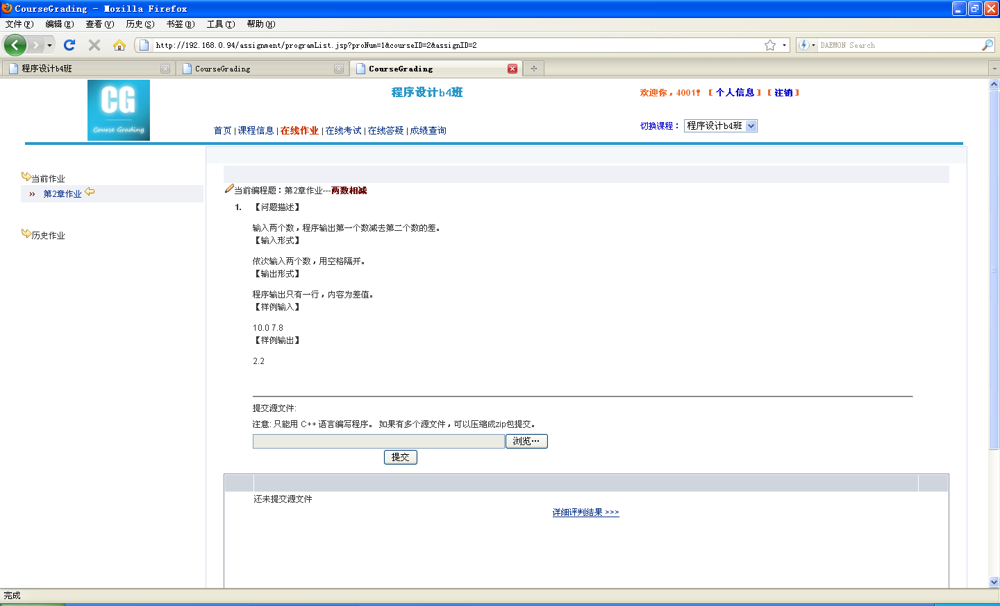 CourseGrading - Mozilla Firefox
文件(F) 编辑(E) 查看(V) 历史(S) 书签(B) 工具(T) 帮助(H)
http://192.168.0.94/assignment/programList.jsp?proNum=1&courseID=2&assignID=2
DAEMON Search
程序设计b4班
CourseGrading
CourseGrading
CG
Course Grading
程序设计b4班
欢迎你，4001! 【 个人信息 】 【 注销 】
首页 | 课程信息 | 在线作业 | 在线考试 | 在线答疑 | 成绩查询
切换课程： 程序设计b4班
当前作业
» 第2章作业
历史作业
当前编程题：第2章作业---两数相减
1. 【问题描述】
输入两个数，程序输出第一个数减去第二个数的差。
【输入形式】
依次输入两个数，用空格隔开。
【输出形式】
程序输出只有一行，内容为差值。
【样例输入】
10.0 7.8
【样例输出】
2.2
提交源文件:
注意: 只能用 C++ 语言编写程序。 如果有多个源文件，可以压缩成zip包提交。
浏览…
提交
还未提交源文件
详细评判结果 >>>
完成